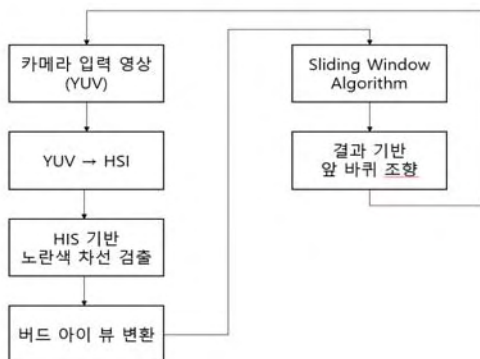 카메라 입력 영상
(YUV)
YUV → HSI
HIS 기반
노란색 차선 검출
버드 아이 뷰 변환
Sliding Window
Algorithm
결과 기반
앞 바퀴 조향